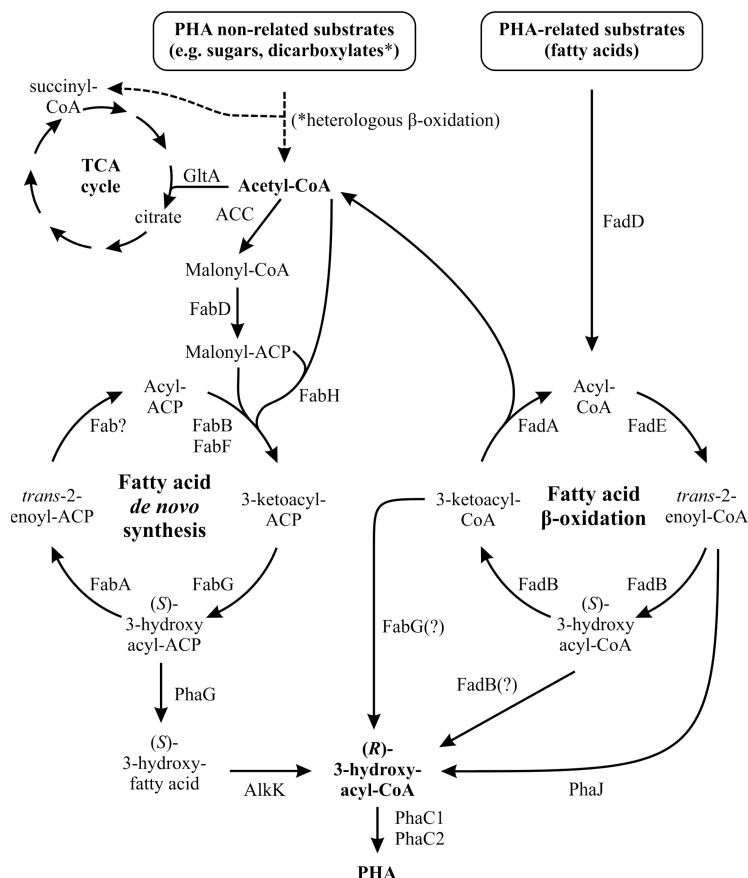 PHA non-related substrates
(e.g. sugars, dicarboxylates*)
PHA-related substrates
(fatty acids)
succinyl-
CoA
(*heterologous β-oxidation)
TCA
cycle
GltA
Acetyl-CoA
citrate
ACC
FadD
Malonyl-CoA
FabD
Malonyl-ACP
Acyl-
ACP
FabH
Fab?
FabB
FabF
Acyl-
CoA
FadA
FadE
trans-2-
enoyl-ACP
Fatty acid
de novo
synthesis
3-ketoacyl-
ACP
3-ketoacyl-
CoA
Fatty acid
β-oxidation
trans-2-
enoyl-CoA
FabA
FabG
FadB
FadB
(S)-
3-hydroxy
acyl-ACP
(S)-
3-hydroxy
acyl-CoA
FabG(?)
FadB(?)
PhaG
(S)-
3-hydroxy-
fatty acid
AlkK
(R)-
3-hydroxy-
acyl-CoA
PhaJ
PhaC1
PhaC2
PHA